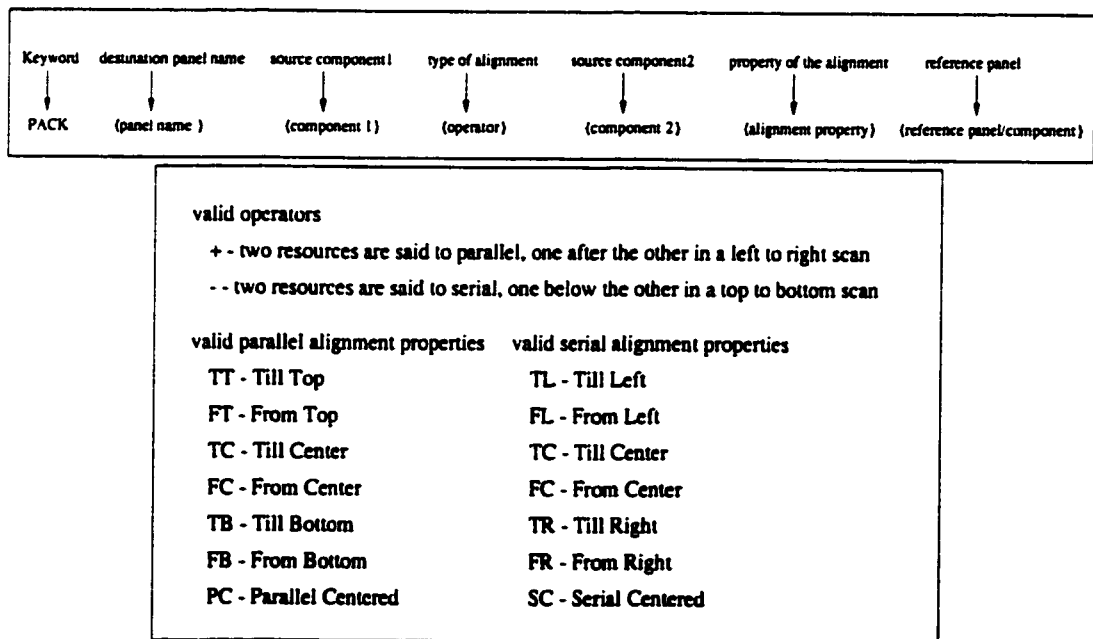 Keyword destination panel name source component1 type of alignment source component2 property of the alignment reference panel
PACK {panel name } {component 1} {operator} {component 2} {alignment property} {reference panel/component}
valid operators
+ - two resources are said to parallel, one after the other in a left to right scan
- - two resources are said to serial, one below the other in a top to bottom scan
valid parallel alignment properties valid serial alignment properties
TT - Till Top TL - Till Left
FT - From Top FL - From Left
TC - Till Center TC - Till Center
FC - From Center FC - From Center
TB - Till Bottom TR - Till Right
FB - From Bottom FR - From Right
PC - Parallel Centered SC - Serial Centered